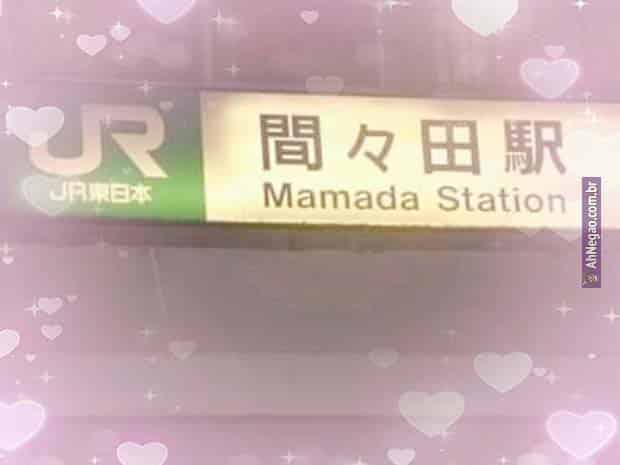 JR
JR東日本
間々田駅
Mamada Station
AhNegao.com.br